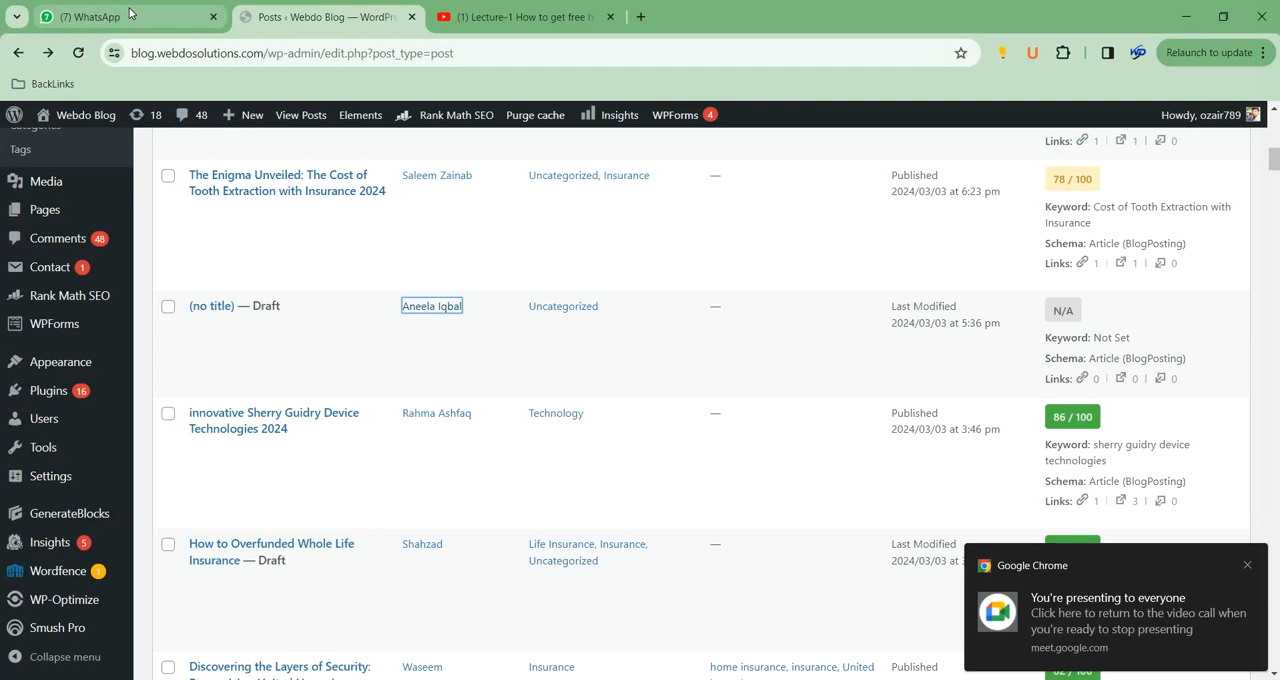 (7) WhatsApp
Posts ‹ Webdo Blog — WordPr
(1) Lecture-1 How to get free h
blog.webdosolutions.com/wp-admin/edit.php?post_type=post
Relaunch to update
BackLinks
Webdo Blog 18 48 New View Posts Elements Rank Math SEO Purge cache Insights WPForms 4
Howdy, ozair789
Tags
Media
Pages
Comments 48
Contact 1
Rank Math SEO
WPForms
Appearance
Plugins 16
Users
Tools
Settings
GenerateBlocks
Insights 5
Wordfence 1
WP-Optimize
Smush Pro
Collapse menu
Links: 1 | 1 | 0
The Enigma Unveiled: The Cost of
Tooth Extraction with Insurance 2024
Saleem Zainab
Uncategorized, Insurance
—
Published
2024/03/03 at 6:23 pm
78 / 100
Keyword: Cost of Tooth Extraction with
Insurance
Schema: Article (BlogPosting)
Links: 1 | 1 | 0
(no title) — Draft
Aneela Iqbal
Uncategorized
—
Last Modified
2024/03/03 at 5:36 pm
N/A
Keyword: Not Set
Schema: Article (BlogPosting)
Links: 0 | 0 | 0
innovative Sherry Guidry Device
Technologies 2024
Rahma Ashfaq
Technology
—
Published
2024/03/03 at 3:46 pm
86 / 100
Keyword: sherry guidry device
technologies
Schema: Article (BlogPosting)
Links: 1 | 3 | 0
How to Overfunded Whole Life
Insurance — Draft
Shahzad
Life Insurance, Insurance,
Uncategorized
—
Last Modified
2024/03/03 at
Discovering the Layers of Security:
Waseem
Insurance
home insurance, insurance, United
Published
Google Chrome
You're presenting to everyone
Click here to return to the video call when
you're ready to stop presenting
meet.google.com